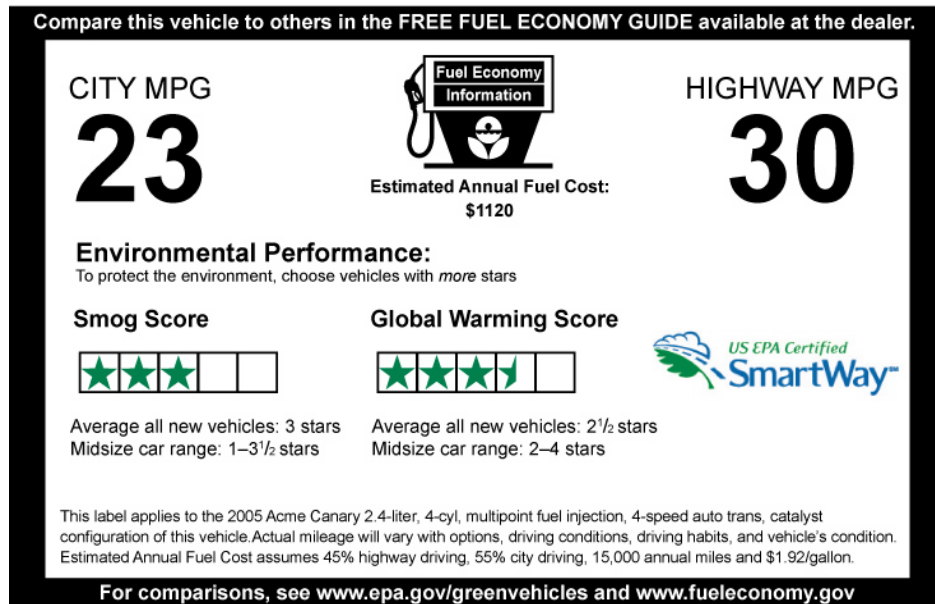 Compare this vehicle to others in the FREE FUEL ECONOMY GUIDE available at the dealer.
CITY MPG
23
Fuel Economy
Information
Estimated Annual Fuel Cost:
$1120
HIGHWAY MPG
30
Environmental Performance:
To protect the environment, choose vehicles with more stars
Smog Score
Average all new vehicles: 3 stars
Midsize car range: 1–3 1/2 stars
Global Warming Score
Average all new vehicles: 2 1/2 stars
Midsize car range: 2–4 stars
US EPA Certified
SmartWay℠
This label applies to the 2005 Acme Canary 2.4-liter, 4-cyl, multipoint fuel injection, 4-speed auto trans, catalyst
configuration of this vehicle.Actual mileage will vary with options, driving conditions, driving habits, and vehicle's condition.
Estimated Annual Fuel Cost assumes 45% highway driving, 55% city driving, 15,000 annual miles and $1.92/gallon.
For comparisons, see www.epa.gov/greenvehicles and www.fueleconomy.gov